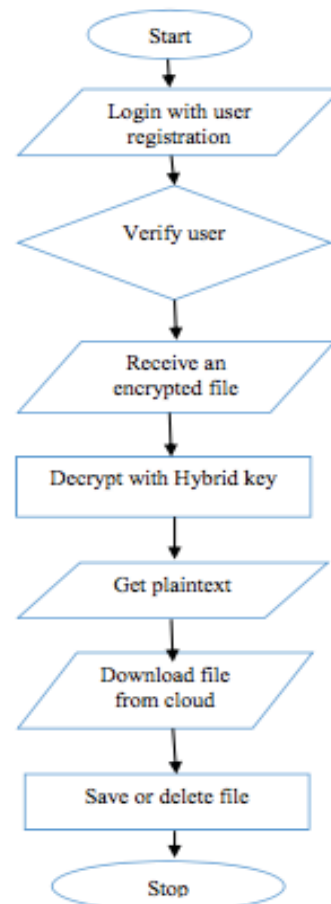 Start
Login with user
registration
Verify user
Receive an
encrypted file
Decrypt with Hybrid key
Get plaintext
Download file
from cloud
Save or delete file
Stop